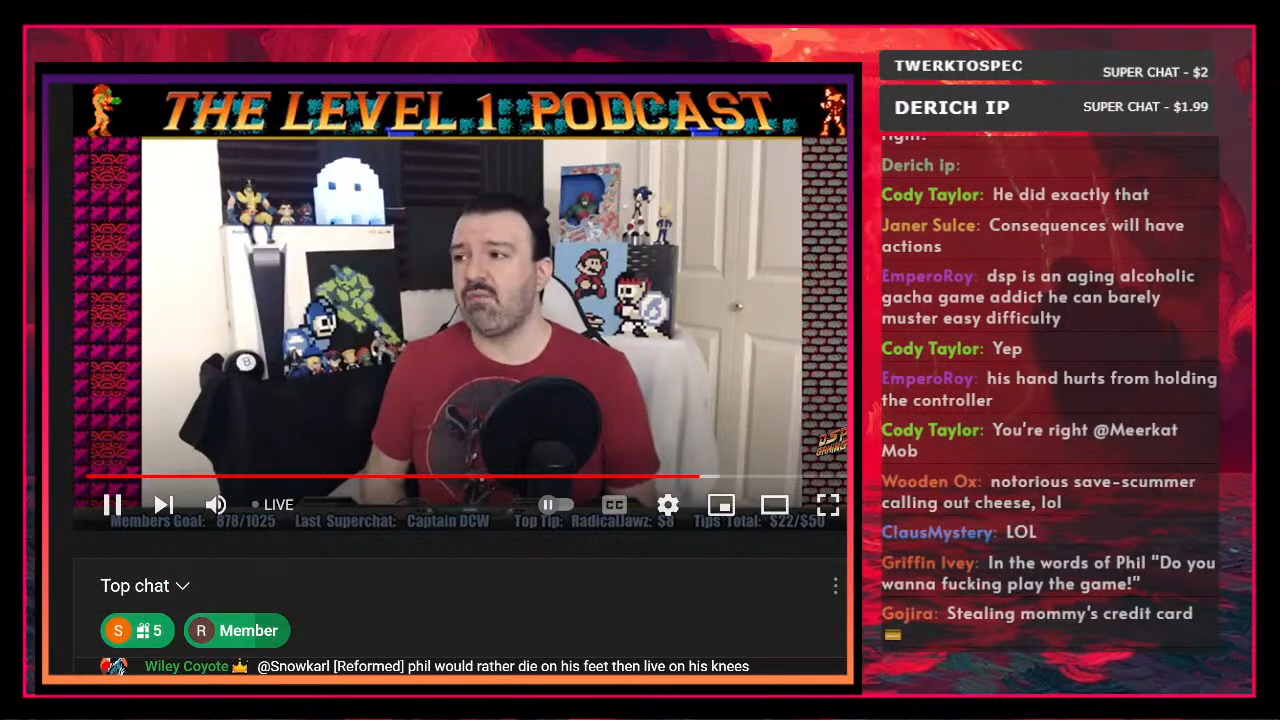 THE LEVEL 1 PODCAST
8
DSP
GAMING
LIVE
CC
Members Goal: 878/1025 Last Superchat: Captain DCW Top Tip: RadicalJawz: $8 Tips Total: $22/$50
Top chat
S 5 R Member
Wiley Coyote @Snowkarl [Reformed] phil would rather die on his feet then live on his knees
TWERKTOSPEC SUPER CHAT - $2
DERICH IP SUPER CHAT - $1.99
right?
Derich ip:
Cody Taylor: He did exactly that
Janer Sulce: Consequences will have
actions
EmperoRoy: dsp is an aging alcoholic
gacha game addict he can barely
muster easy difficulty
Cody Taylor: Yep
EmperoRoy: his hand hurts from holding
the controller
Cody Taylor: You're right @Meerkat
Mob
Wooden Ox: notorious save-scummer
calling out cheese, lol
ClausMystery: LOL
Griffin Ivey: In the words of Phil "Do you
wanna fucking play the game!"
Gojira: Stealing mommy's credit card